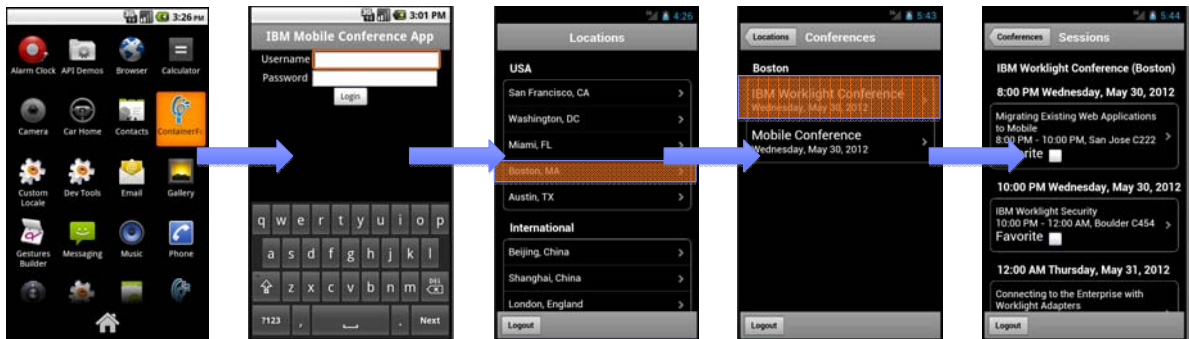 3:26 PM
Alarm Clock
API Demos
Browser
Calculator
Camera
Car Home
Contacts
Custom
Locale
Dev Tools
Email
Gallery
Gestures
Builder
Messaging
Music
Phone
3:01 PM
IBM Mobile Conference App
Username
Password
Login
q w e r t y u i o p
a s d f g h j k l
z x c v b n m DEL
?123 , . Next
4:26
Locations
USA
San Francisco, CA
Washington, DC
Miami, FL
Boston, MA
Austin, TX
International
Beijing, China
Shanghai, China
London, England
Logout
5:43
Locations Conferences
Boston
IBM Worklight Conference
Wednesday, May 30, 2012
Mobile Conference
Wednesday, May 30, 2012
Logout
5:44
Conferences Sessions
IBM Worklight Conference (Boston)
8:00 PM Wednesday, May 30, 2012
Migrating Existing Web Applications
to Mobile
8:00 PM - 10:00 PM, San Jose C222
rite
10:00 PM Wednesday, May 30, 2012
IBM Worklight Security
10:00 PM - 12:00 AM, Boulder C454
Favorite
12:00 AM Thursday, May 31, 2012
Connecting to the Enterprise with
Worklight Adapters
Logout